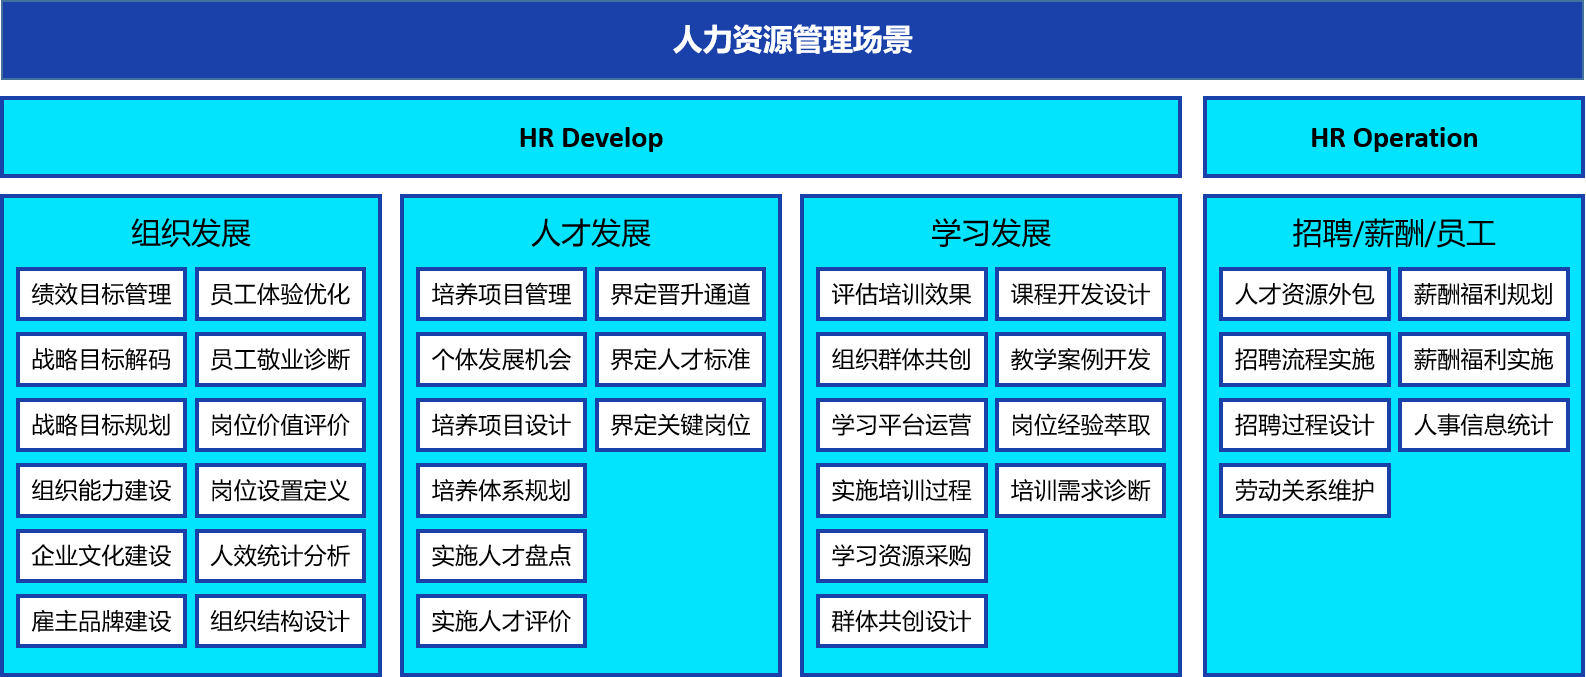 人力资源管理场景
HR Develop
HR Operation
组织发展
绩效目标管理
员工体验优化
战略目标解码
员工敬业诊断
战略目标规划
岗位价值评价
组织能力建设
岗位设置定义
企业文化建设
人效统计分析
雇主品牌建设
组织结构设计
人才发展
培养项目管理
界定晋升通道
个体发展机会
界定人才标准
培养项目设计
界定关键岗位
培养体系规划
实施人才盘点
实施人才评价
学习发展
评估培训效果
课程开发设计
组织群体共创
教学案例开发
学习平台运营
岗位经验萃取
实施培训过程
培训需求诊断
学习资源采购
群体共创设计
招聘/薪酬/员工
人才资源外包
薪酬福利规划
招聘流程实施
薪酬福利实施
招聘过程设计
人事信息统计
劳动关系维护